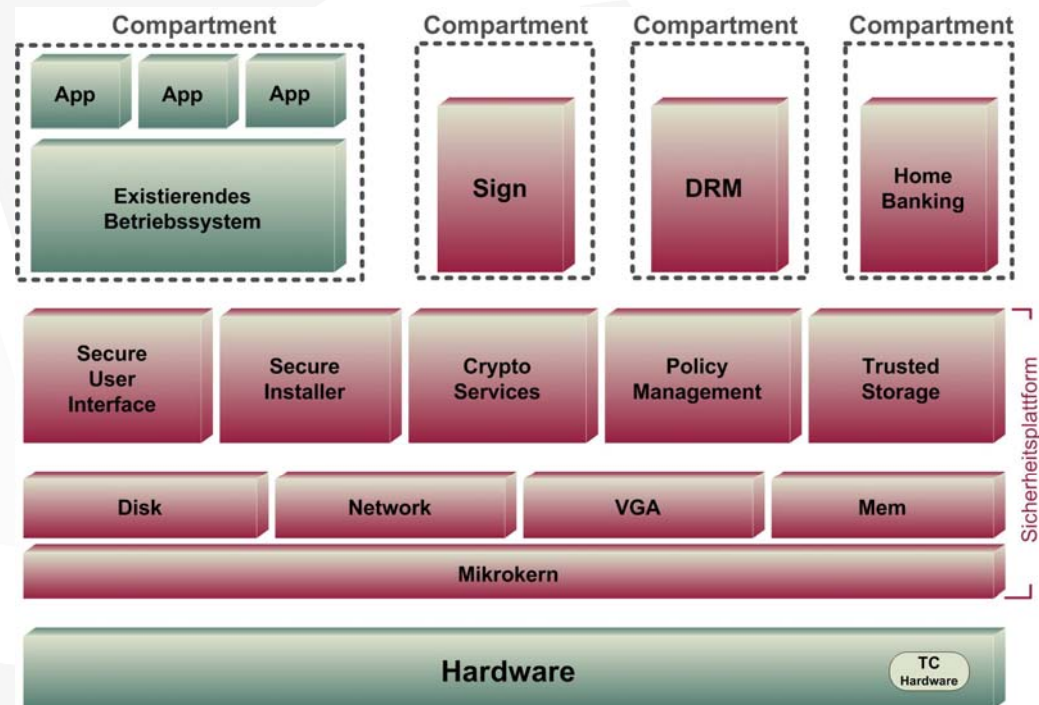 Compartment
Compartment
Compartment
Compartment
App
App
App
Existierendes
Betriebssystem
Sign
DRM
Home
Banking
Secure
User
Interface
Secure
Installer
Crypto
Services
Policy
Management
Trusted
Storage
Sicherheitsplattform
Disk
Network
VGA
Mem
Mikrokern
Hardware
TC
Hardware